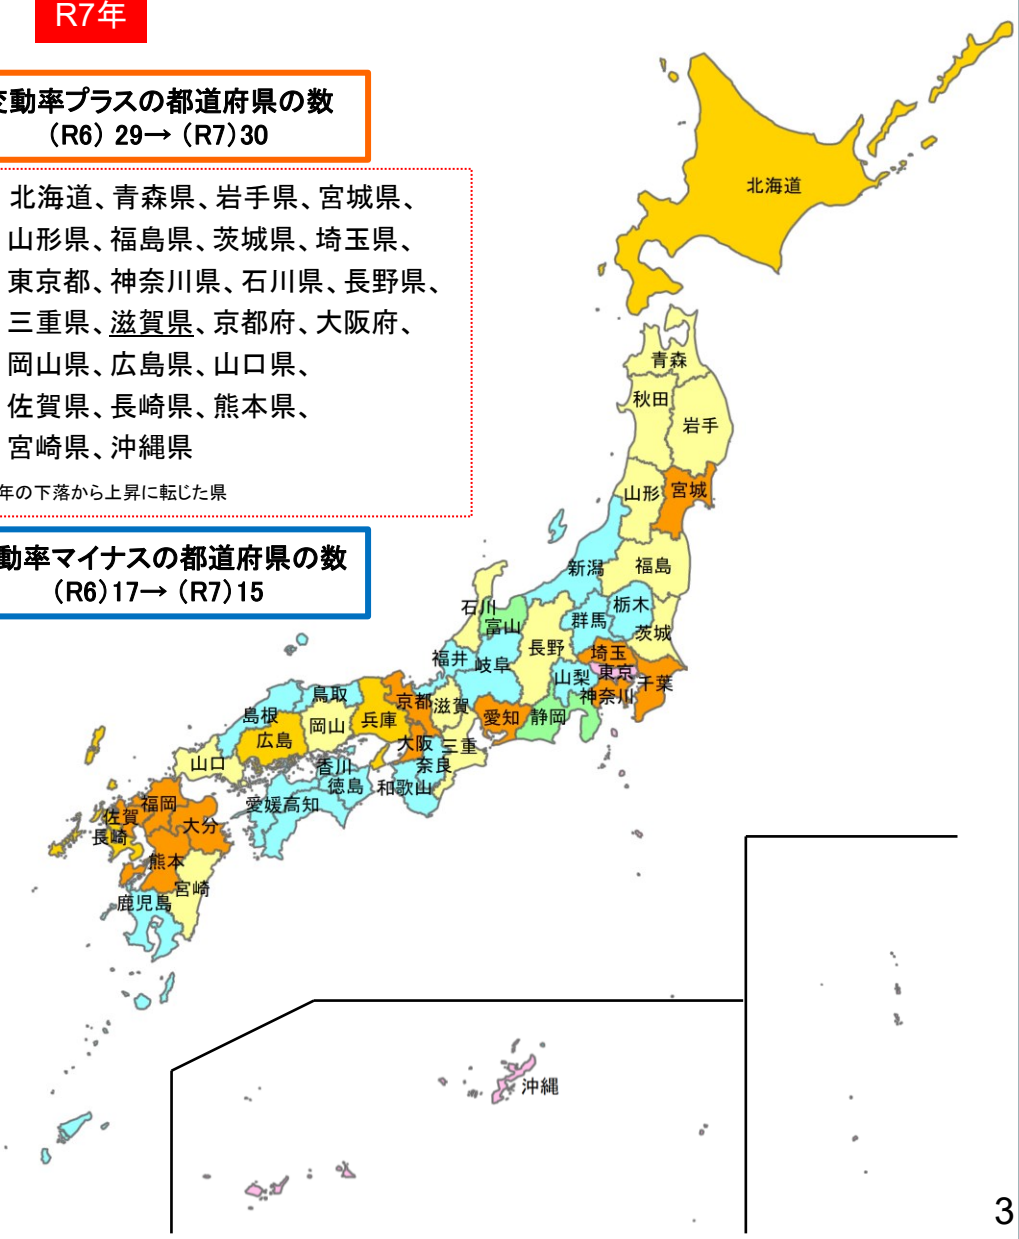 R7年
変動率プラスの都道府県の数
(R6) 29→ (R7)30
北海道、青森県、岩手県、宮城県、
山形県、福島県、茨城県、埼玉県、
東京都、神奈川県、石川県、長野県、
三重県、滋賀県、京都府、大阪府、
岡山県、広島県、山口県、
佐賀県、長崎県、熊本県、
宮崎県、沖縄県
年の下落から上昇に転じた県
動率マイナスの都道府県の数
(R6)17→ (R7)15
北海道
青森
秋田
岩手
山形
宮城
新潟
福島
石川
富山
群馬
栃木
茨城
長野
福井
岐阜
埼玉
山梨
東京
千葉
神奈川
鳥取
島根
岡山
兵庫
京都
滋賀
愛知
静岡
広島
大阪
三重
山口
香川
奈良
徳島
和歌山
福岡
愛媛
高知
佐賀
大分
長崎
熊本
宮崎
鹿児島
沖縄
3